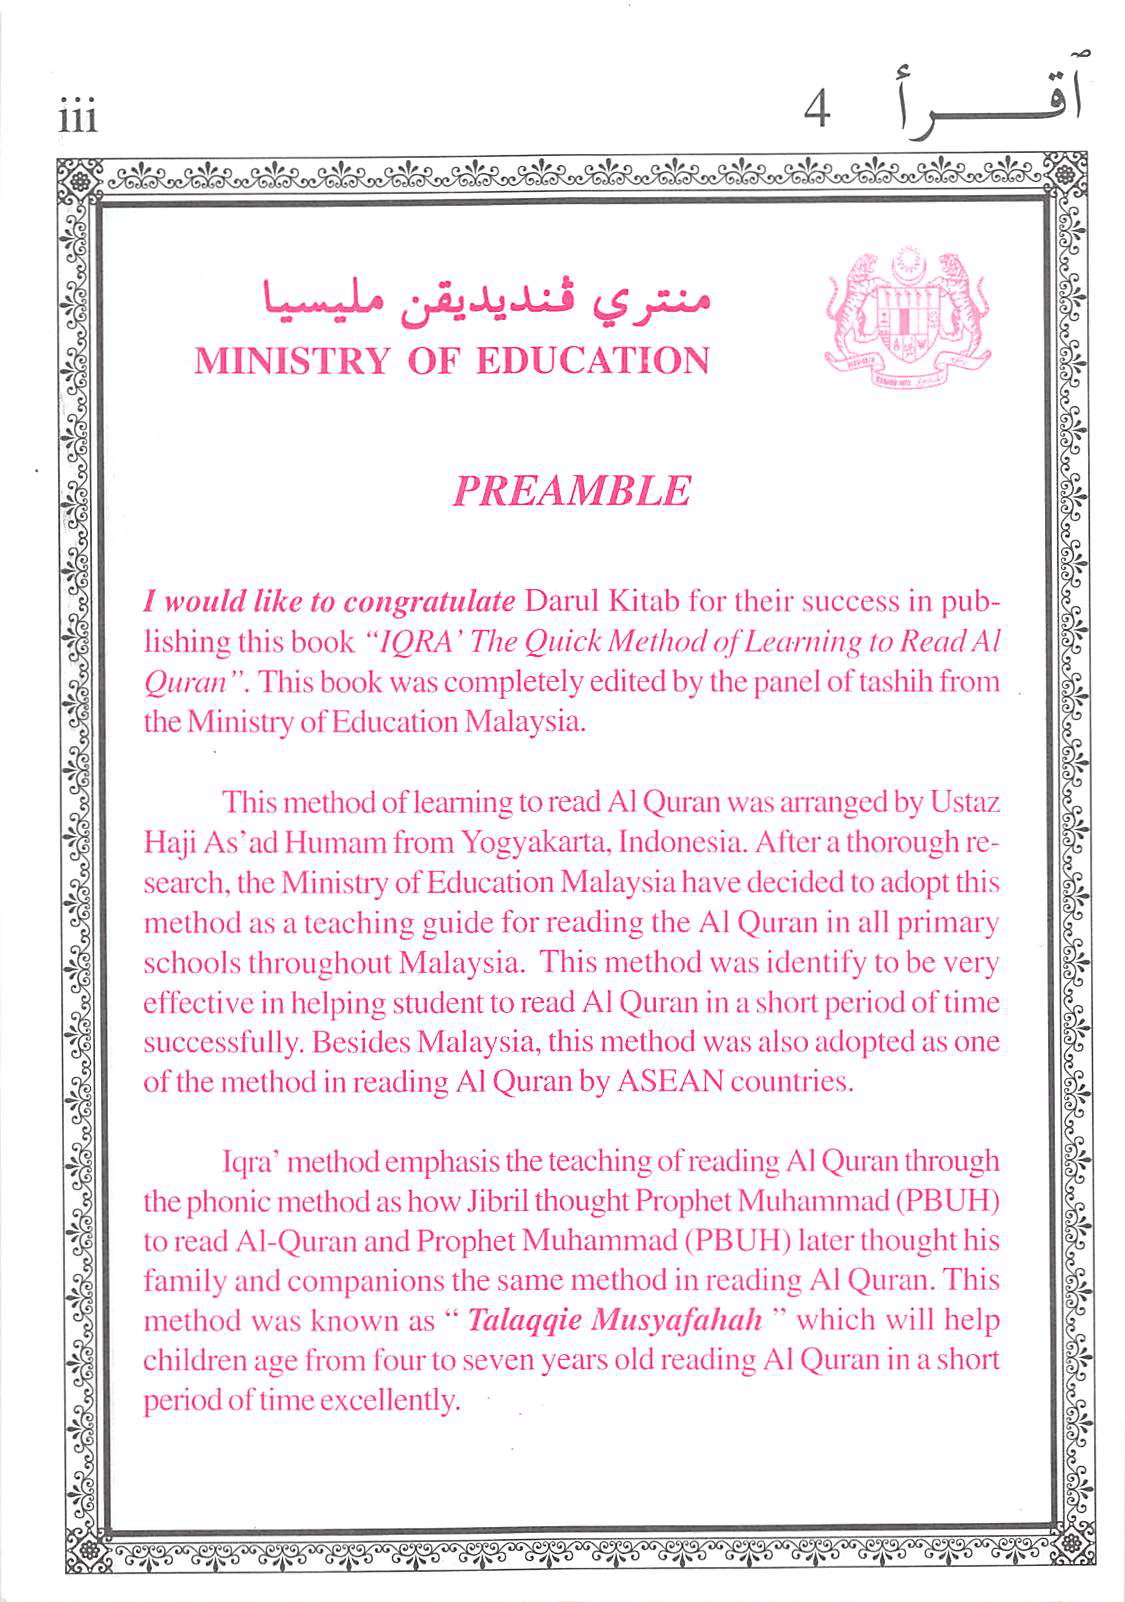 iii
4 ٱقـــرأ
منتري ڤنديديقن مليسيا
MINISTRY OF EDUCATION
PREAMBLE
I would like to congratulate Darul Kitab for their success in pub-
lishing this book “IQRA’ The Quick Method of Learning to Read Al
Quran”. This book was completely edited by the panel of tashih from
the Ministry of Education Malaysia.
This method of learning to read Al Quran was arranged by Ustaz
Haji As’ad Humam from Yogyakarta, Indonesia. After a thorough re-
search, the Ministry of Education Malaysia have decided to adopt this
method as a teaching guide for reading the Al Quran in all primary
schools throughout Malaysia. This method was identify to be very
effective in helping student to read Al Quran in a short period of time
successfully. Besides Malaysia, this method was also adopted as one
of the method in reading Al Quran by ASEAN countries.
Iqra’ method emphasis the teaching of reading Al Quran through
the phonic method as how Jibril thought Prophet Muhammad (PBUH)
to read Al-Quran and Prophet Muhammad (PBUH) later thought his
family and companions the same method in reading Al Quran. This
method was known as “ Talaqqie Musyafahah ” which will help
children age from four to seven years old reading Al Quran in a short
period of time excellently.